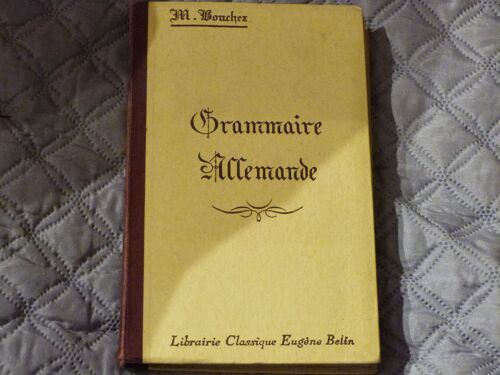 M. Bouchez
Grammaire
Allemande
Librairie Classique Eugène Belin